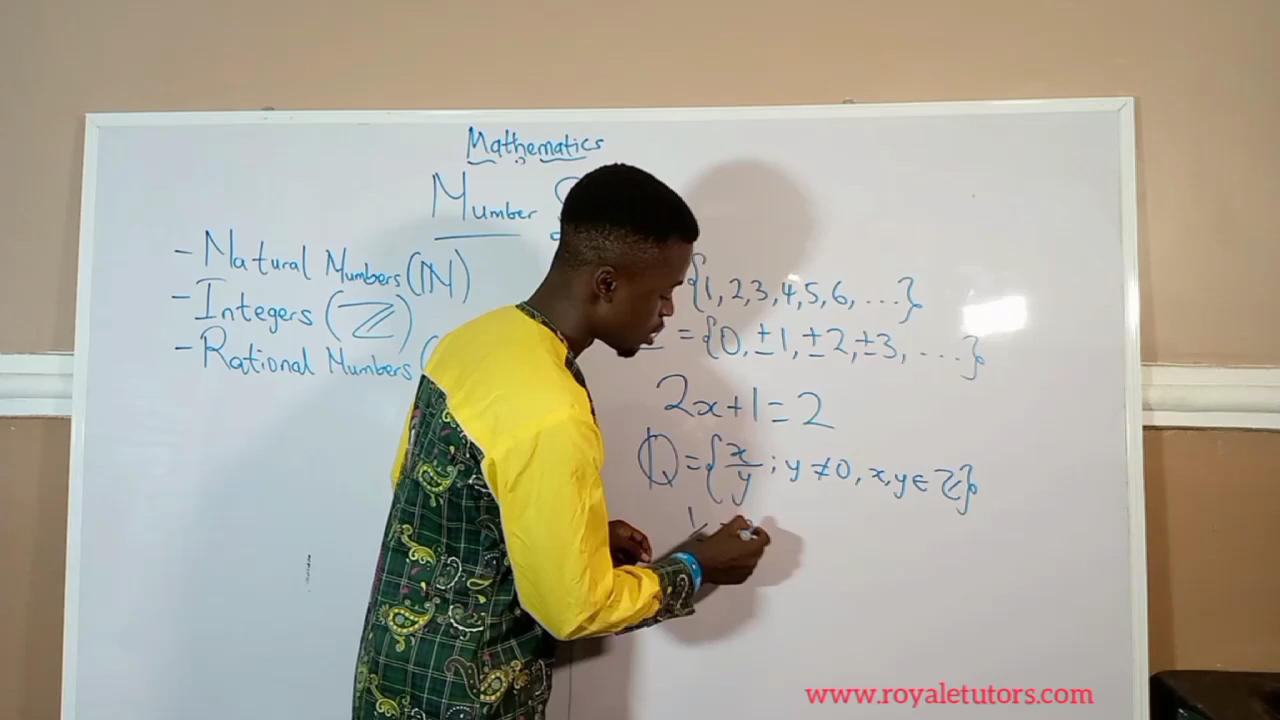 Mathematics
Number
- Natural Numbers (ℕ)
- Integers (ℤ)
- Rational Numbers (
{1, 2, 3, 4, 5, 6, ...}
= {0, ±1, ±2, ±3, ....}
2x+1=2
ℚ = {x/y ; y ≠ 0, x, y ∈ ℤ}
www.royaletutors.com